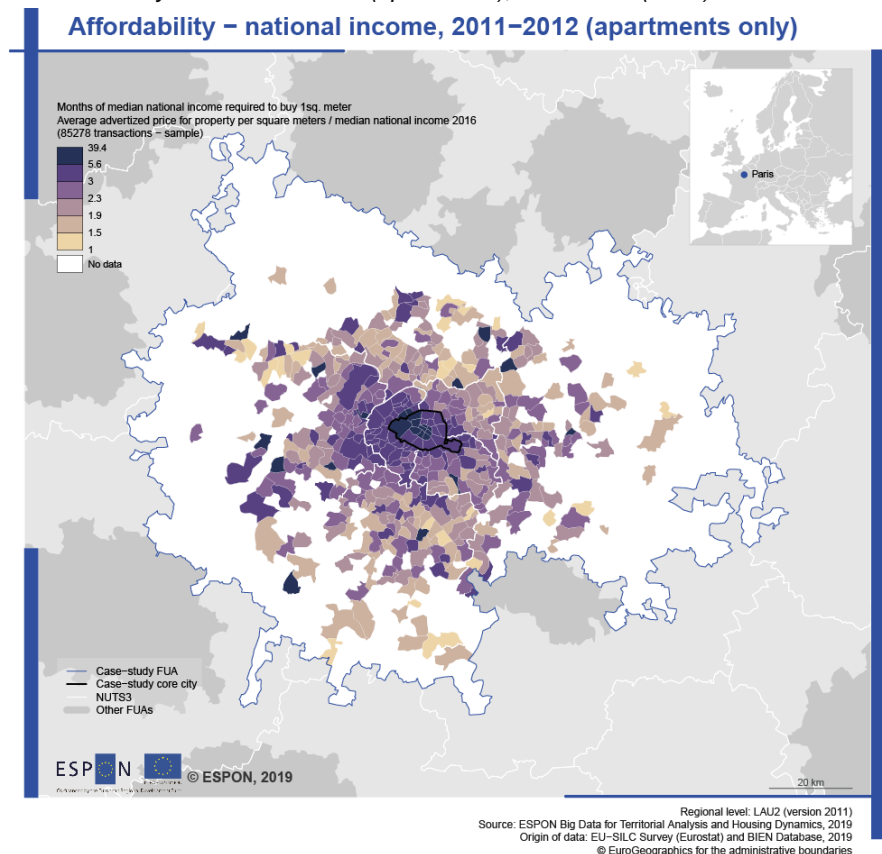 Affordability − national income, 2011−2012 (apartments only)
Months of median national income required to buy 1sq. meter
Average advertized price for property per square meters / median national income 2016
(85278 transactions − sample)
39.4
5.6
3
2.3
1.9
1.5
1
No data
Paris
Case−study FUA
Case−study core city
NUTS3
Other FUAs
ESPON
© ESPON, 2019
20 km
Regional level: LAU2 (version 2011)
Source: ESPON Big Data for Territorial Analysis and Housing Dynamics, 2019
Origin of data: EU−SILC Survey (Eurostat) and BIEN Database, 2019
© EuroGeographics for the administrative boundaries